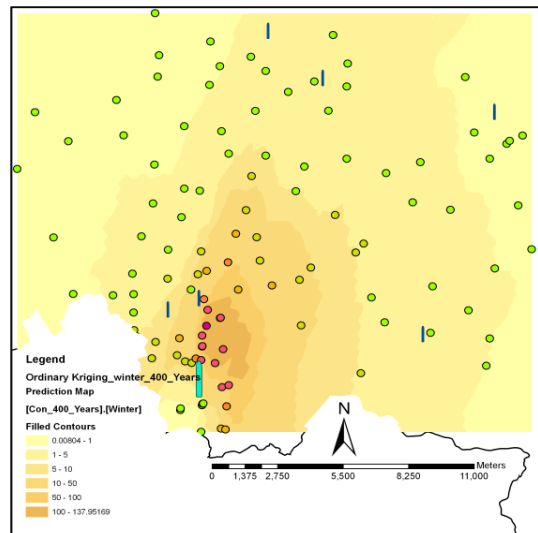 Legend
Ordinary Kriging_winter_400_Years
Prediction Map
[Con_400_Years].[Winter]
Filled Contours
0.00804 - 1
1 - 5
5 - 10
10 - 50
50 - 100
100 - 137.95169
N
Meters
0 1,375 2,750 5,500 8,250 11,000